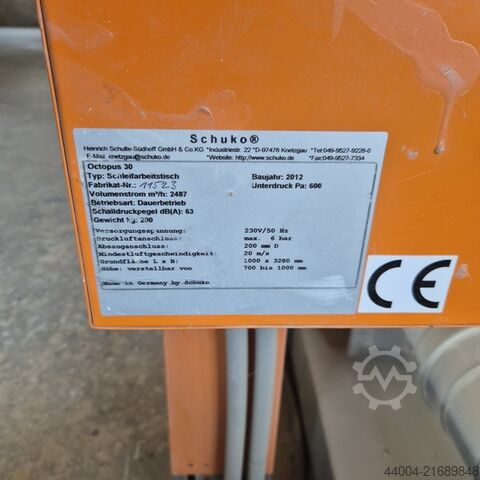 Schuko®
Heinrich Schulte-Südhoff GmbH & Co KG *Industriestr. 22 *D-97478 Knetzgau *Tel:049-9527-9228-0
E-Mail: knetzgau@schuko.de *Website: http://www.schuko.de *Fax:049-9527-7334
Octopus 30
Typ: Schleifarbeitstisch Baujahr: 2012
Fabrikat-Nr.: 11523 Unterdruck Pa: 600
Volumenstrom m³/h: 2487
Betriebsart: Dauerbetrieb
Schalldruckpegel dB(A): 63
Gewicht kg: 200
Versorgungsspannung: 230V/50 Hz
Druckluftanschluss: max. 6 bar
Absauganschluss: 200 mm D
Mindestluftgeschwindigkeit: 20 m/s
Grundfläche L x B: 1000 x 3280 mm
Höhe: verstellbar von 700 bis 1000 mm
Made in Germany by Schuko
CE
44004-21689848